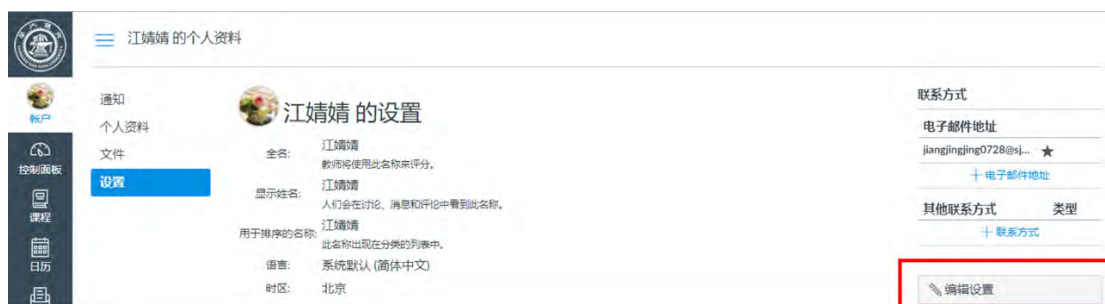 江婧婧 的个人资料
帐户
控制面板
课程
日历
通知
个人资料
文件
设置
江婧婧 的设置
全名: 江婧婧
教师将使用此名称来评分。
显示姓名: 江婧婧
人们会在讨论、消息和评论中看到此名称。
用于排序的名称: 江婧婧
此名称出现在分类的列表中。
语言: 系统默认 (简体中文)
时区: 北京
联系方式
电子邮件地址
jiangjingjing0728@sj... ★
+ 电子邮件地址
其他联系方式 类型
+ 联系方式
编辑设置